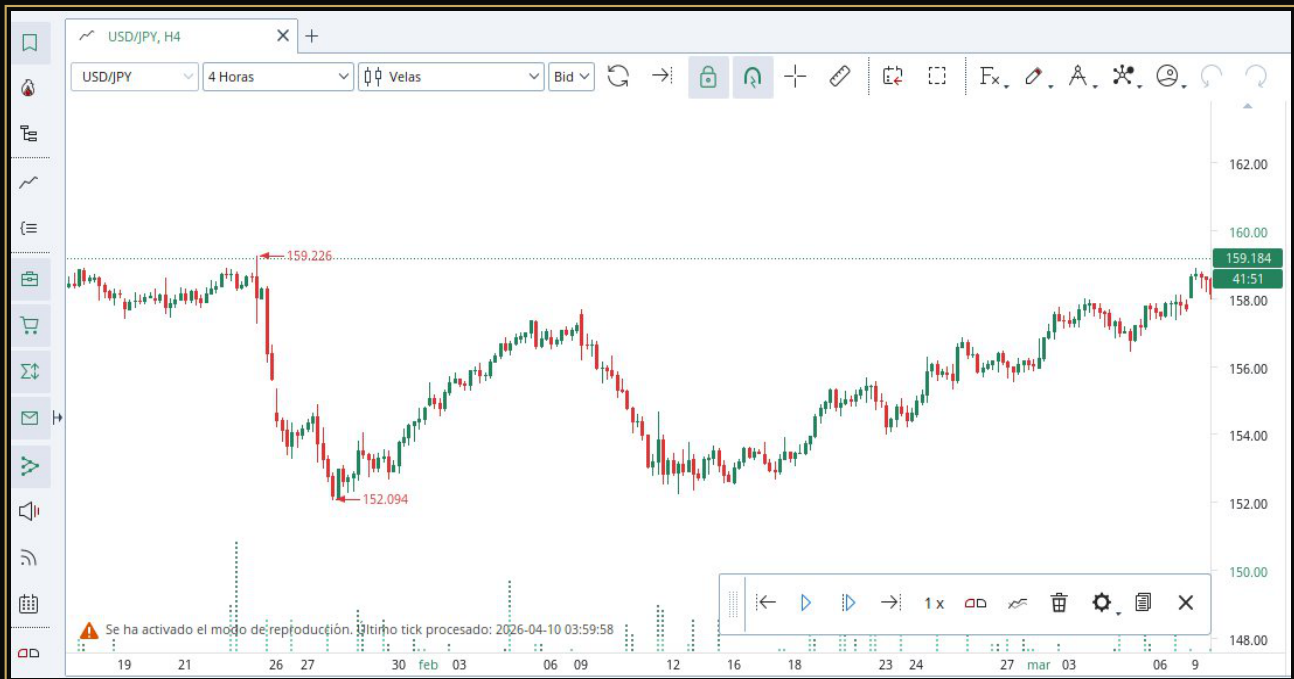 USD/JPY, H4
USD/JPY 4 Horas Velas Bid Fx
162.00
160.00
159.226
159.184
41:51
158.00
156.00
154.00
152.094
152.00
150.00
1 x
Se ha activado el modo de reproducción. Último tick procesado: 2026-04-10 03:59:58
148.00
19 21 26 27 30 feb 03 06 09 12 16 18 23 24 27 mar 03 06 9